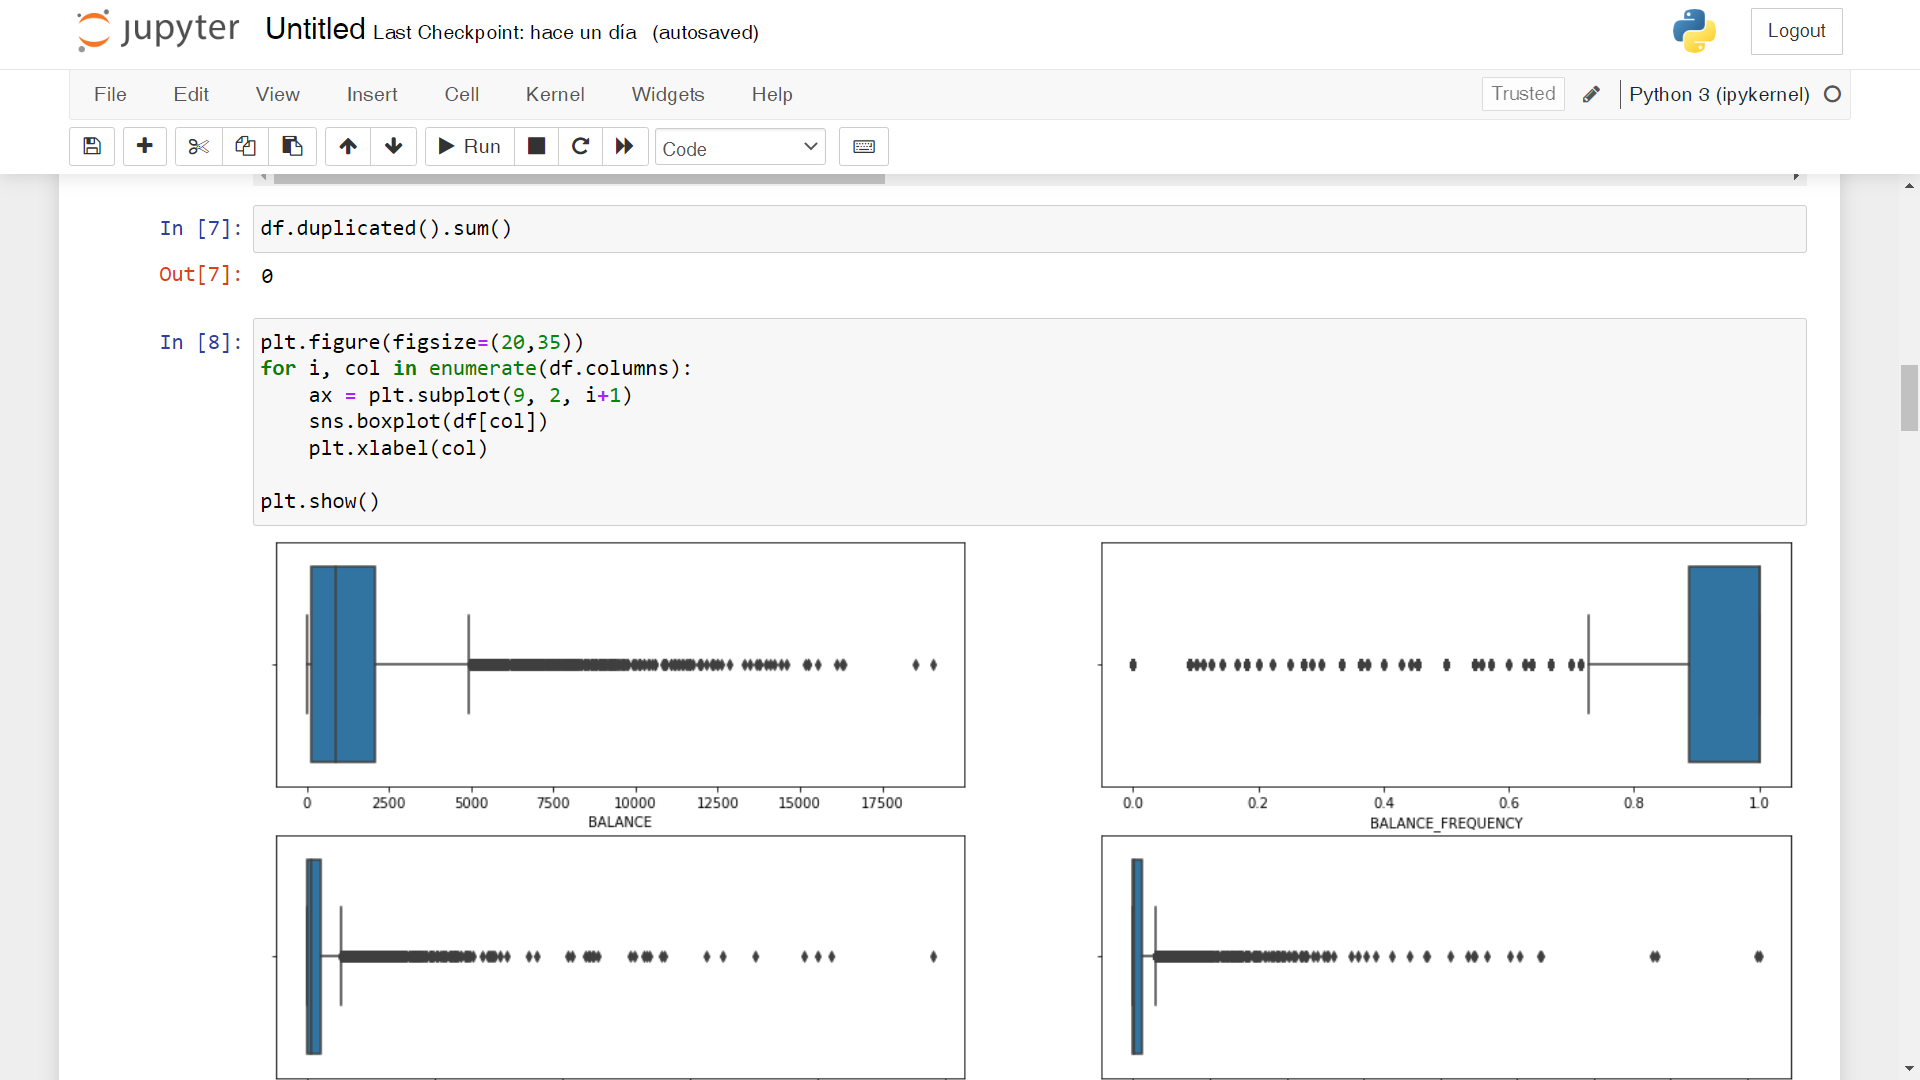 jupyter Untitled Last Checkpoint: hace un día (autosaved) Logout
File Edit View Insert Cell Kernel Widgets Help Trusted Python 3 (ipykernel)
Run Code
In [7]: df.duplicated().sum()
Out[7]: 0
In [8]: plt.figure(figsize=(20,35))
for i, col in enumerate(df.columns):
    ax = plt.subplot(9, 2, i+1)
    sns.boxplot(df[col])
    plt.xlabel(col)
plt.show()
0 2500 5000 7500 10000 12500 15000 17500
BALANCE
0.0 0.2 0.4 0.6 0.8 1.0
BALANCE_FREQUENCY